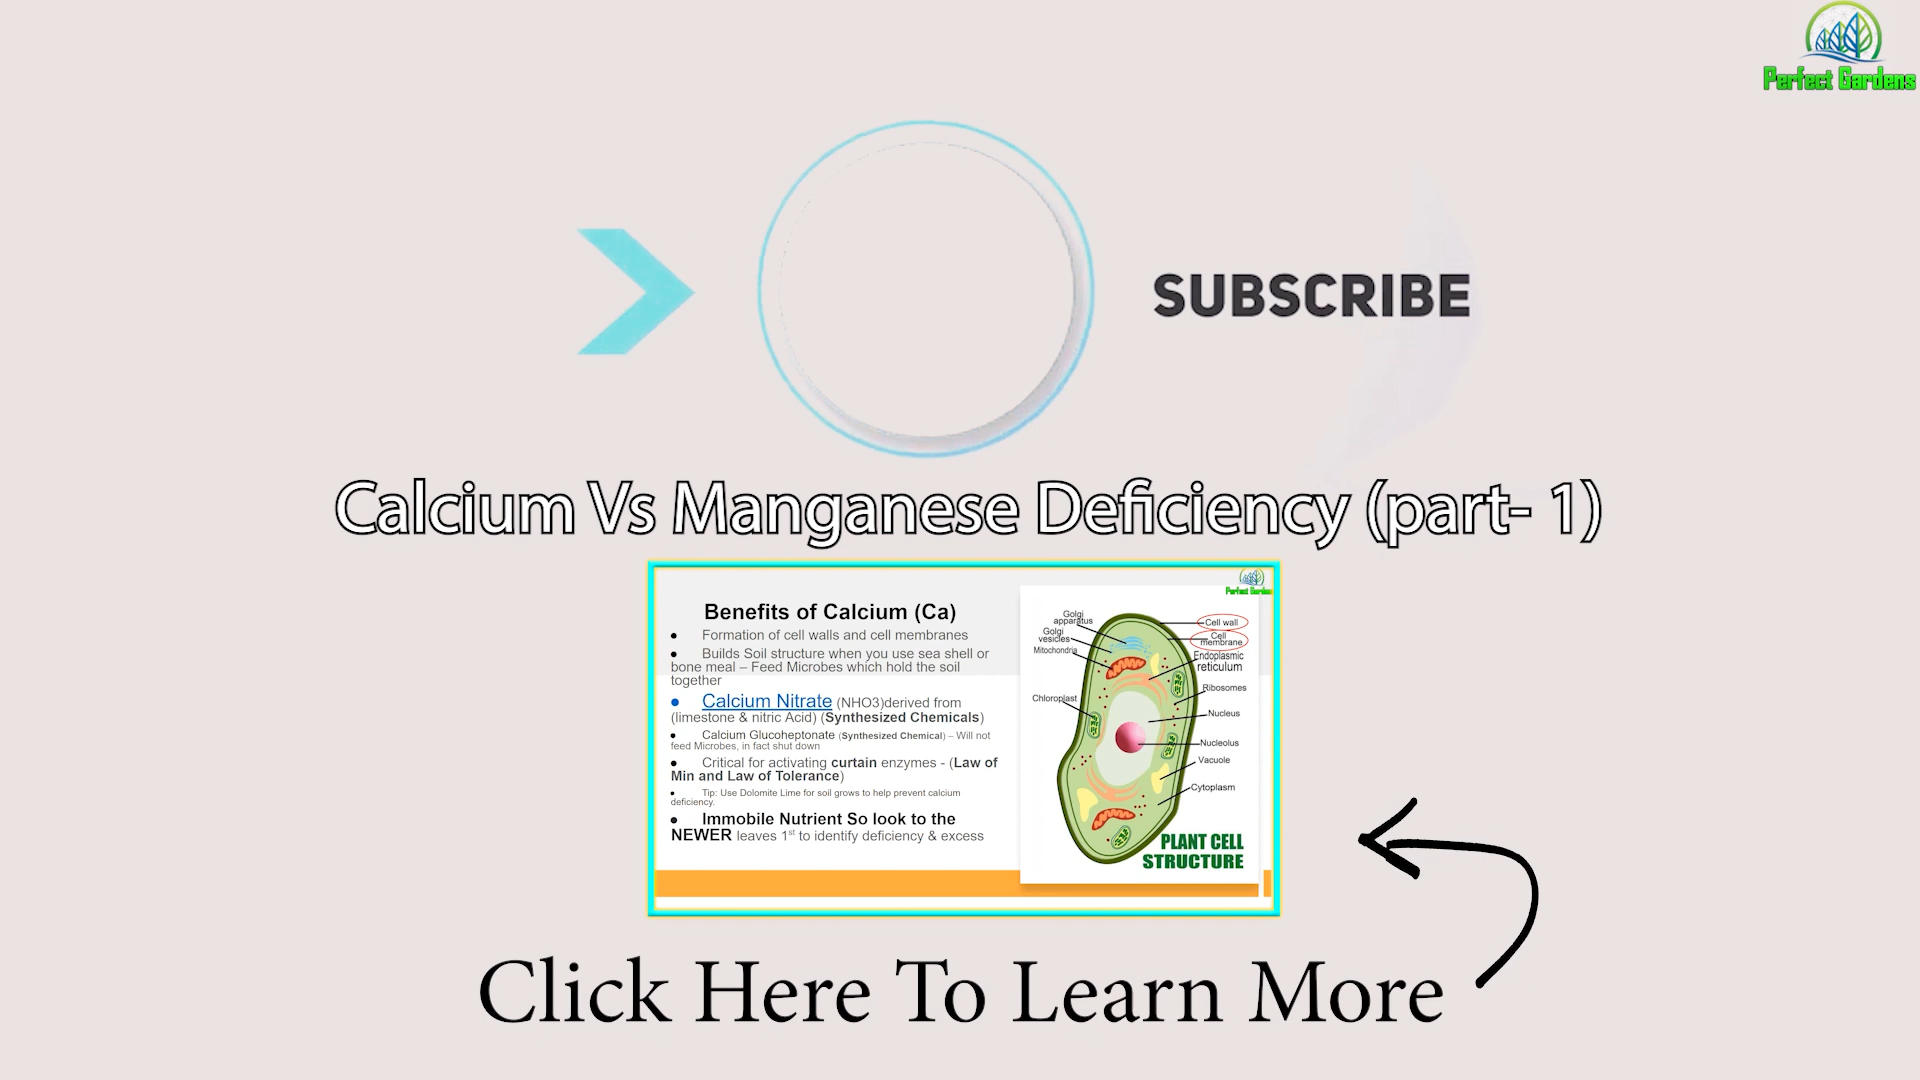 Perfect Gardens
SUBSCRIBE
Calcium Vs Manganese Deficiency (part- 1)
Perfect Gardens
Benefits of Calcium (Ca)
• Formation of cell walls and cell membranes
• Builds Soil structure when you use sea shell or
bone meal – Feed Microbes which hold the soil
together
• Calcium Nitrate (NHO3)derived from
(limestone & nitric Acid) (Synthesized Chemicals)
• Calcium Glucoheptonate (Synthesized Chemical) – Will not
feed Microbes, in fact shut down
• Critical for activating curtain enzymes - (Law of
Min and Law of Tolerance)
• Tip: Use Dolomite Lime for soil grows to help prevent calcium
deficiency.
• Immobile Nutrient So look to the
NEWER leaves 1st to identify deficiency & excess
Golgi
apparatus
Golgi
vesicles
Mitochondria
Chloroplast
Cell wall
Cell
membrane
Endoplasmic
reticulum
Ribosomes
Nucleus
Nucleolus
Vacuole
Cytoplasm
PLANT CELL
STRUCTURE
Click Here To Learn More